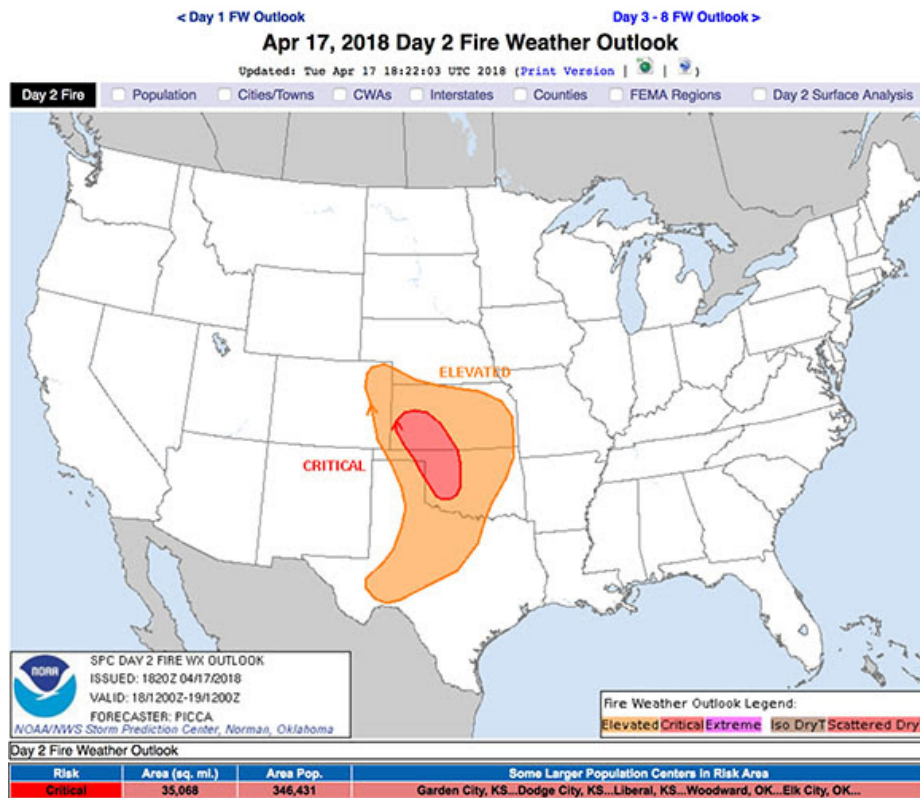 < Day 1 FW Outlook
Day 3 - 8 FW Outlook >
Apr 17, 2018 Day 2 Fire Weather Outlook
Updated: Tue Apr 17 18:22:03 UTC 2018 (Print Version | | )
Day 2 Fire Population Cities/Towns CWAs Interstates Counties FEMA Regions Day 2 Surface Analysis
ELEVATED
CRITICAL
NOAA
SPC DAY 2 FIRE WX OUTLOOK
ISSUED: 1820Z 04/17/2018
VALID: 18/1200Z-19/1200Z
FORECASTER: PICCA
NOAA/NWS Storm Prediction Center, Norman, Oklahoma
Fire Weather Outlook Legend:
Elevated Critical Extreme Iso DryT Scattered Dry
Day 2 Fire Weather Outlook
Risk Area (sq. mi.) Area Pop. Some Larger Population Centers in Risk Area
Critical 35,068 346,431 Garden City, KS...Dodge City, KS...Liberal, KS...Woodward, OK...Elk City, OK...